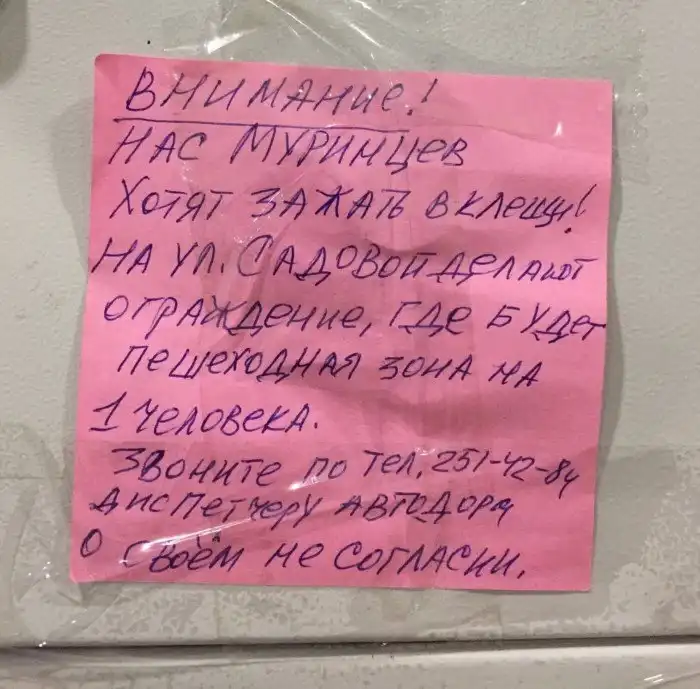 ВНИМАНИЕ!
НАС МУРИНЦЕВ
ХОТЯТ ЗАЖАТЬ В КЛЕЩИ!
НА УЛ. САДОВОЙ ДЕЛАЮТ
ОГРАЖДЕНИЕ, ГДЕ БУДЕТ
ПЕШЕХОДНАЯ ЗОНА НА
1 ЧЕЛОВЕКА.
ЗВОНИТЕ ПО ТЕЛ. 251-42-84
ДИСПЕТЧЕРУ АВТОДОРА
О СВОЁМ НЕ СОГЛАСИИ.